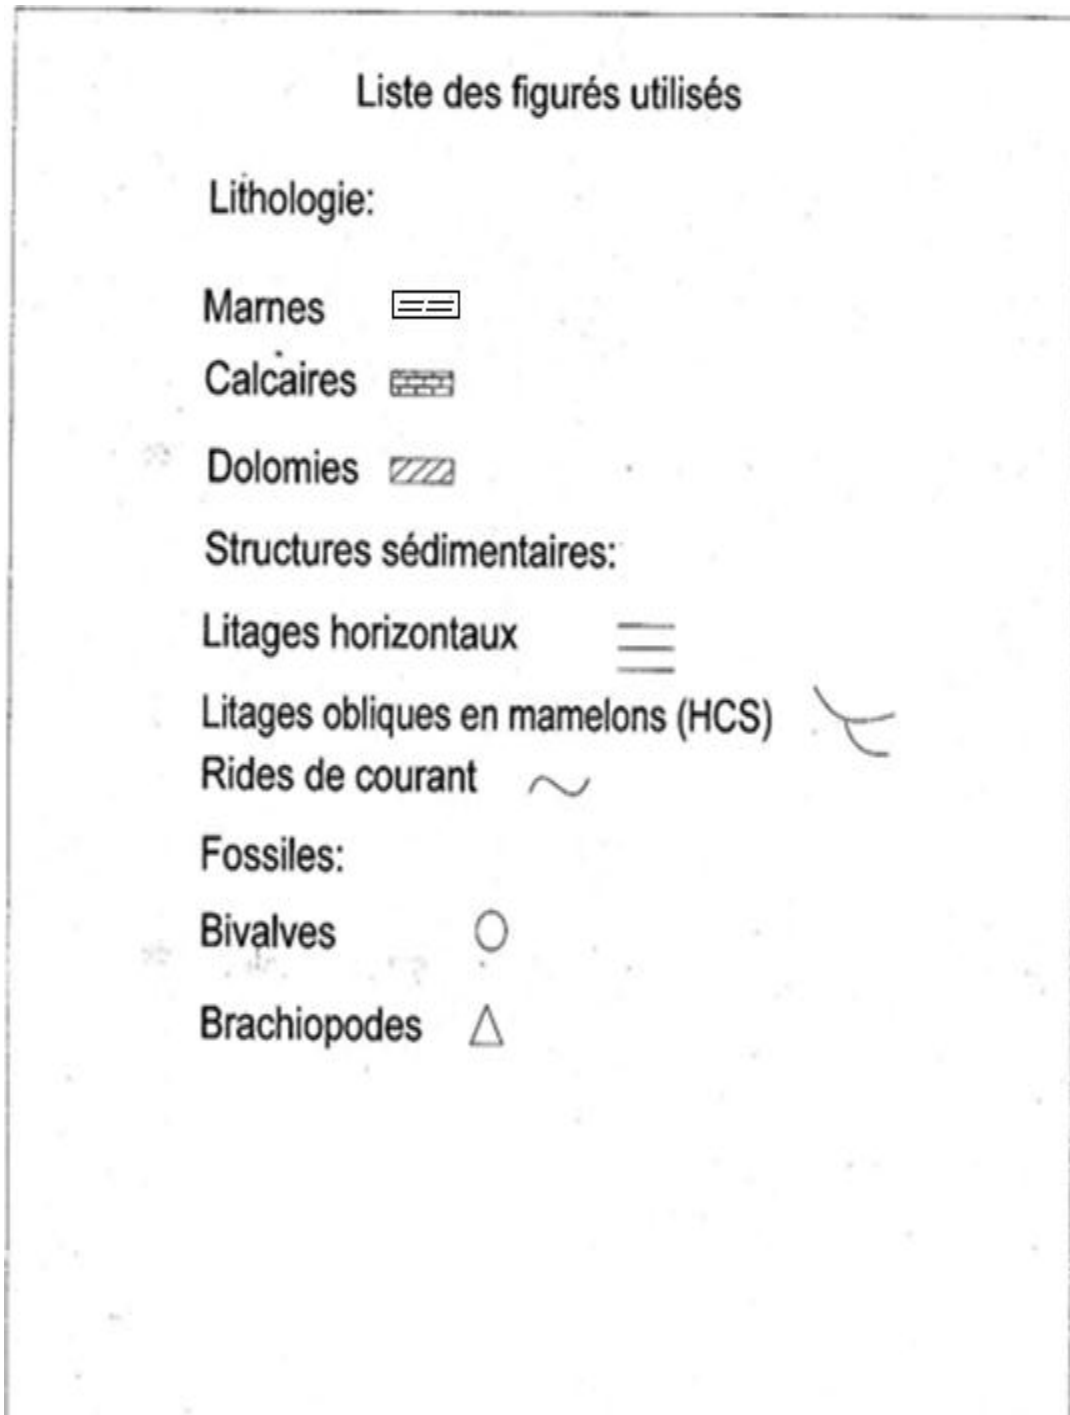 Liste des figurés utilisés
Lithologie:
Marnes
Calcaires
Dolomies
Structures sédimentaires:
Litages horizontaux
Litages obliques en mamelons (HCS)
Rides de courant
Fossiles:
Bivalves
Brachiopodes